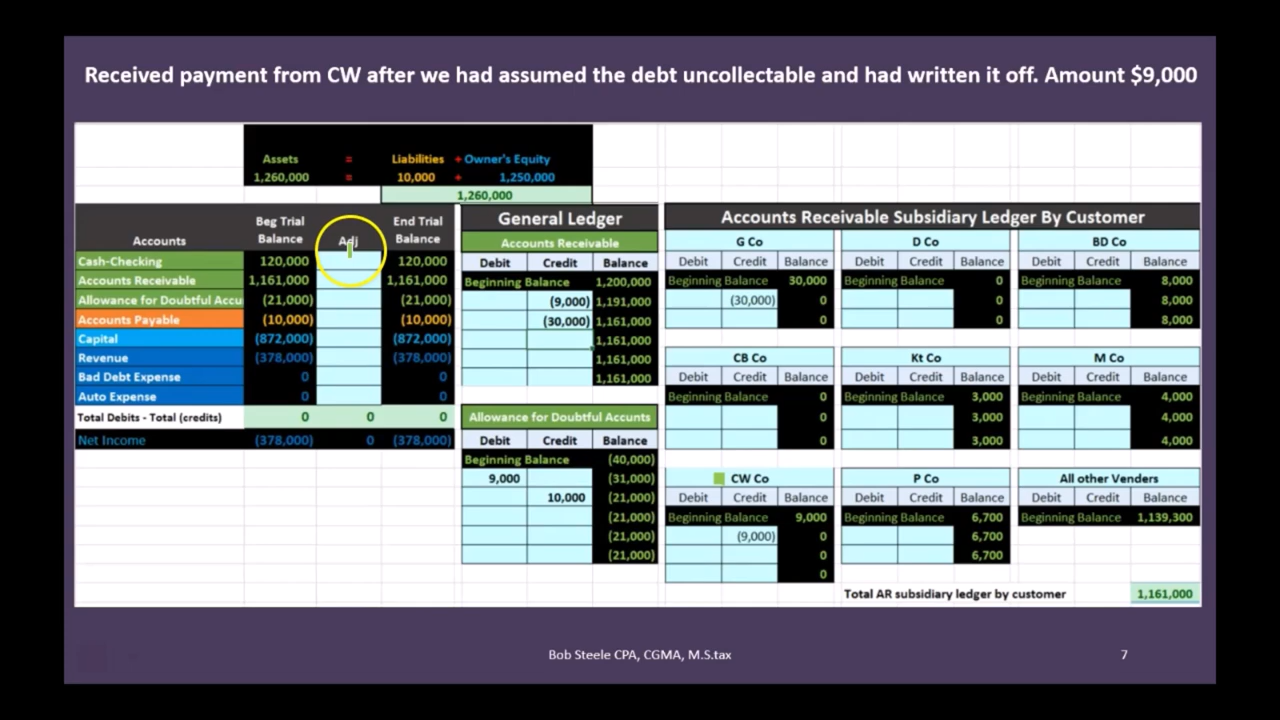 Received payment from CW after we had assumed the debt uncollectable and had written it off. Amount $9,000
Assets = Liabilities + Owner's Equity
1,260,000 = 10,000 + 1,250,000
1,260,000
Accounts Beg Trial Balance Adj End Trial Balance
Cash-Checking 120,000 120,000
Accounts Receivable 1,161,000 1,161,000
Allowance for Doubtful Accu (21,000) (21,000)
Accounts Payable (10,000) (10,000)
Capital (872,000) (872,000)
Revenue (378,000) (378,000)
Bad Debt Expense 0 0
Auto Expense 0 0
Total Debits - Total (credits) 0 0 0
Net Income (378,000) 0 (378,000)
General Ledger
Accounts Receivable
Debit Credit Balance
Beginning Balance 1,200,000
(9,000) 1,191,000
(30,000) 1,161,000
1,161,000
1,161,000
1,161,000
Allowance for Doubtful Accunts
Debit Credit Balance
Beginning Balance (40,000)
9,000 (31,000)
10,000 (21,000)
(21,000)
(21,000)
(21,000)
Accounts Receivable Subsidiary Ledger By Customer
G Co
Debit Credit Balance
Beginning Balance 30,000
(30,000) 0
0
D Co
Debit Credit Balance
Beginning Balance 0
0
0
BD Co
Debit Credit Balance
Beginning Balance 8,000
8,000
8,000
CB Co
Debit Credit Balance
Beginning Balance 0
0
0
Kt Co
Debit Credit Balance
Beginning Balance 3,000
3,000
3,000
M Co
Debit Credit Balance
Beginning Balance 4,000
4,000
4,000
CW Co
Debit Credit Balance
Beginning Balance 9,000
(9,000) 0
0
0
P Co
Debit Credit Balance
Beginning Balance 6,700
6,700
6,700
All other Venders
Debit Credit Balance
Beginning Balance 1,139,300
Total AR subsidiary ledger by customer 1,161,000
Bob Steele CPA, CGMA, M.S.tax
7